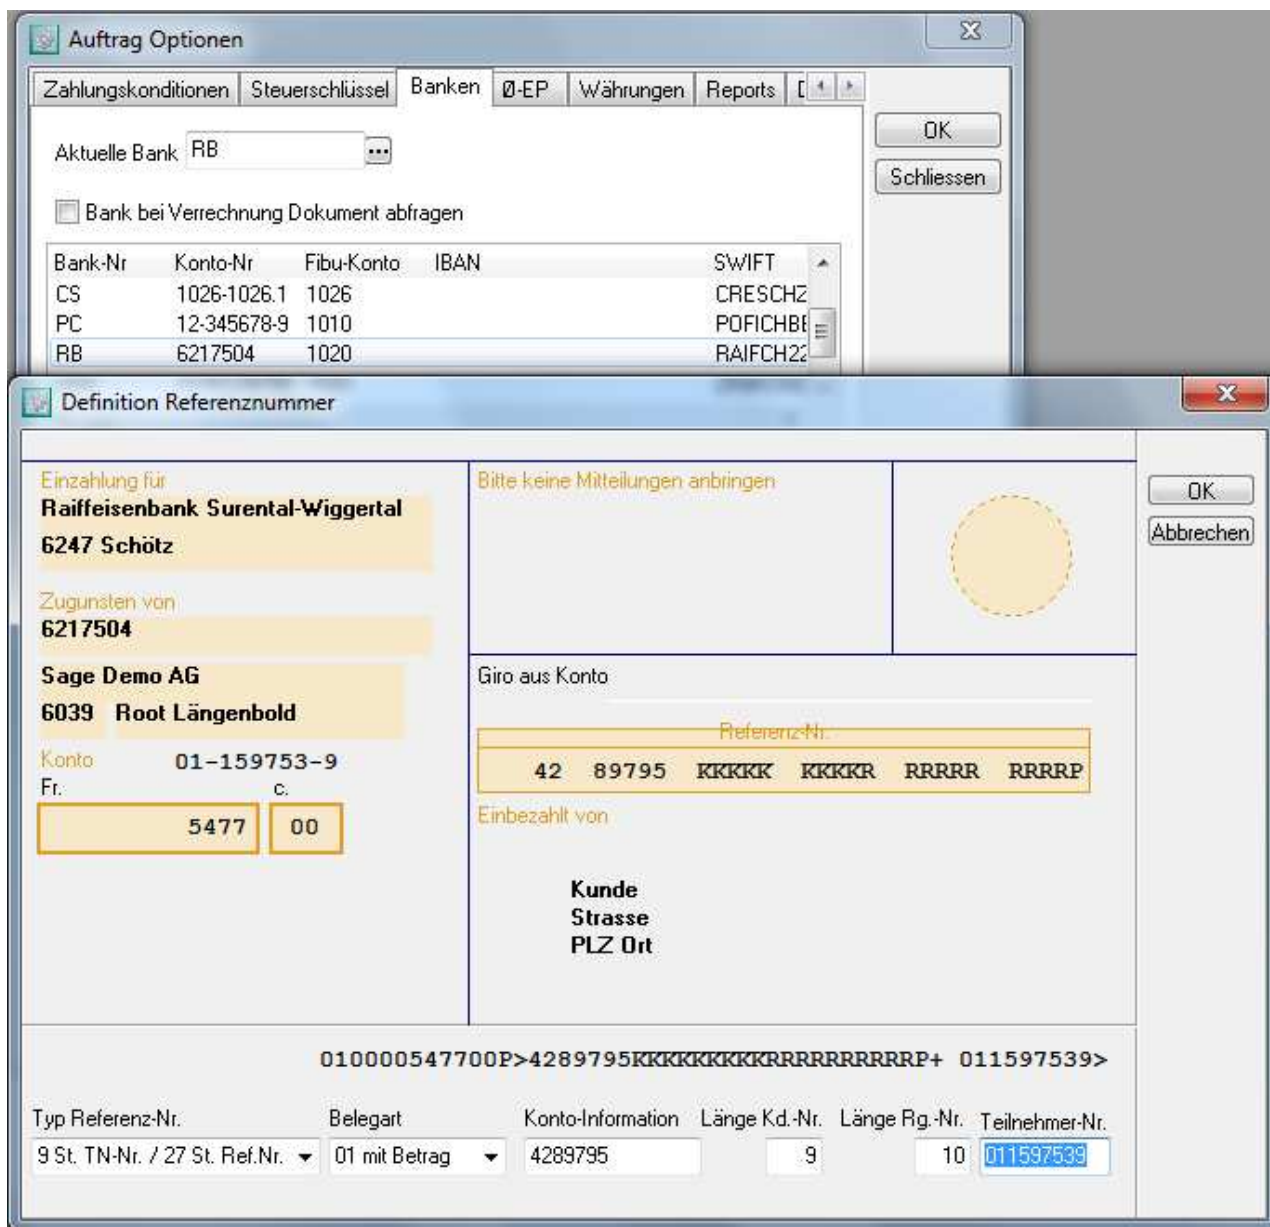 Auftrag Optionen
Zahlungskonditionen Steuerschlüssel Banken Ø-EP Währungen Reports
OK
Aktuelle Bank RB ...
Schliessen
Bank bei Verrechnung Dokument abfragen
Bank-Nr Konto-Nr Fibu-Konto IBAN SWIFT
CS 1026-1026.1 1026 CRESCHZ
PC 12-345678-9 1010 POFICHBE
RB 6217504 1020 RAIFCH22
Definition Referenznummer
Einzahlung für
Raiffeisenbank Surental-Wiggertal
6247 Schötz
Zugunsten von
6217504
Sage Demo AG
6039 Root Längenbold
Konto 01-159753-9
Fr. c.
5477 00
Bitte keine Mitteilungen anbringen
Giro aus Konto
Referenz-Nr.
42 89795 KKKKK KKKKR RRRRR RRRRP
Einbezahlt von
Kunde
Strasse
PLZ Ort
OK
Abbrechen
010000547700P>4289795KKKKKKKKKRRRRRRRRRRP+ 011597539>
Typ Referenz-Nr. Belegart Konto-Information Länge Kd.-Nr. Länge Rg.-Nr. Teilnehmer-Nr.
9 St. TN-Nr. / 27 St. Ref.Nr. 01 mit Betrag 4289795 9 10 011597539